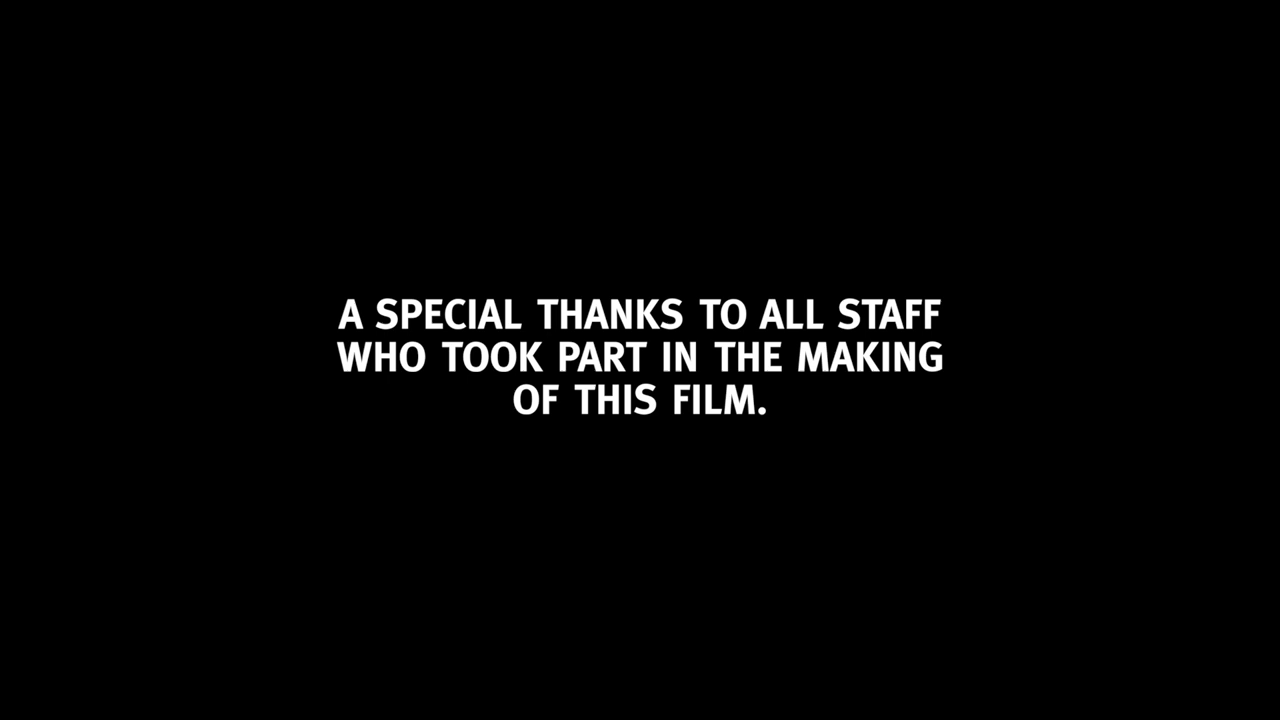 A SPECIAL THANKS TO ALL STAFF
WHO TOOK PART IN THE MAKING
OF THIS FILM.